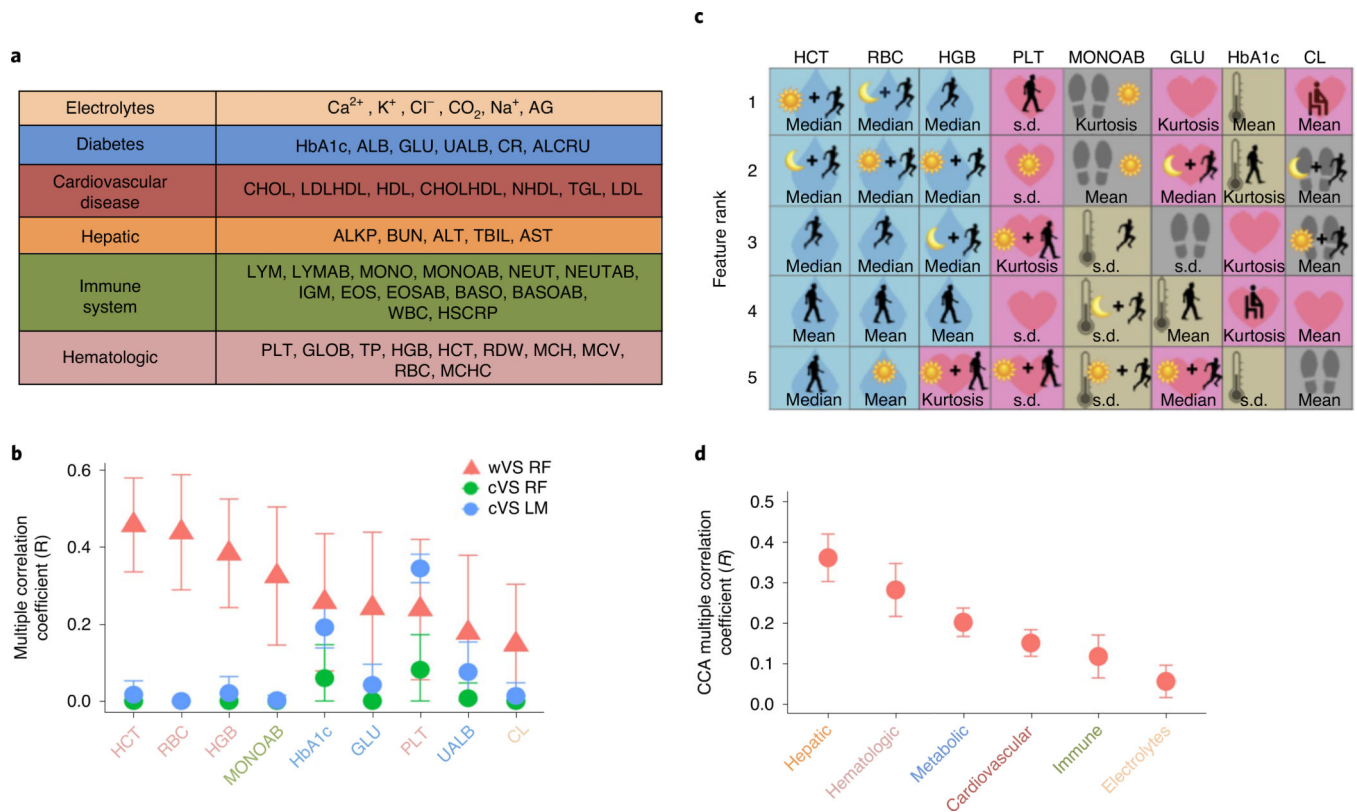 a
Electrolytes Ca²⁺ , K⁺ , Cl⁻ , CO₂, Na⁺, AG
Diabetes HbA1c, ALB, GLU, UALB, CR, ALCRU
Cardiovascular
disease
CHOL, LDLHDL, HDL, CHOLHDL, NHDL, TGL, LDL
Hepatic ALKP, BUN, ALT, TBIL, AST
Immune
system
LYM, LYMAB, MONO, MONOAB, NEUT, NEUTAB,
IGM, EOS, EOSAB, BASO, BASOAB,
WBC, HSCRP
Hematologic
PLT, GLOB, TP, HGB, HCT, RDW, MCH, MCV,
RBC, MCHC
b
Multiple correlation
coefficient (R)
0.6
0.4
0.2
0.0
wVS RF
cVS RF
cVS LM
HCT RBC HGB MONOAB HbA1c GLU PLT UALB CL
c
HCT RBC HGB PLT MONOAB GLU HbA1c CL
Feature rank
1
+ + Median Median Median s.d. Kurtosis Kurtosis Mean Mean
2
+ + + + + Median Median Median s.d. Mean Median Kurtosis Mean
3
+ + + Median Median Median Kurtosis s.d. s.d. Kurtosis Mean
4
+ Mean Mean Mean s.d. s.d. Mean Kurtosis Mean
5
+ + + + Median Mean Kurtosis s.d. s.d. Median s.d. Mean
d
CCA multiple correlation
coefficient (R)
0.5
0.4
0.3
0.2
0.1
0.0
Hepatic Hematologic Metabolic Cardiovascular Immune Electrolytes